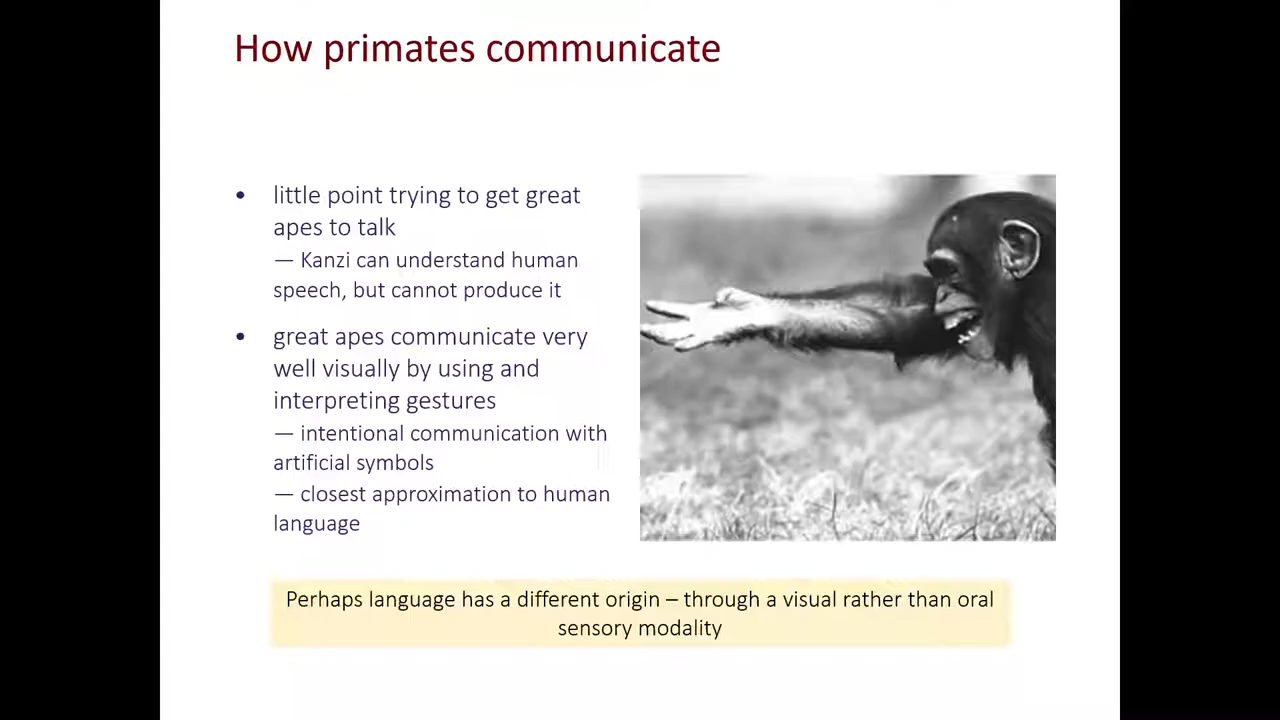 How primates communicate
• little point trying to get great
apes to talk
— Kanzi can understand human
speech, but cannot produce it
• great apes communicate very
well visually by using and
interpreting gestures
— intentional communication with
artificial symbols
— closest approximation to human
language
Perhaps language has a different origin – through a visual rather than oral
sensory modality